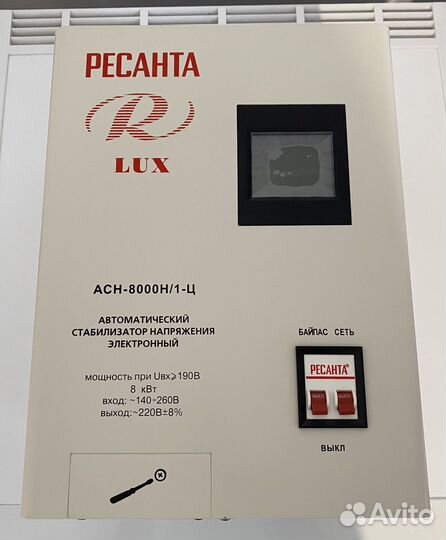 РЕСАНТА
R
LUX
АСН-8000Н/1-Ц
АВТОМАТИЧЕСКИЙ
СТАБИЛИЗАТОР НАПРЯЖЕНИЯ
ЭЛЕКТРОННЫЙ
мощность при Uвх⩾190В
8 кВт
вход: ~140÷260В
выход:~220В±8%
БАЙПАС СЕТЬ
РЕСАНТА®
ВЫКЛ
Avito